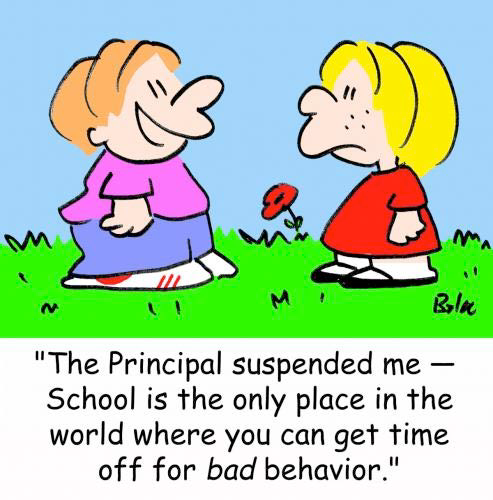 "The Principal suspended me —
School is the only place in the
world where you can get time
off for bad behavior."